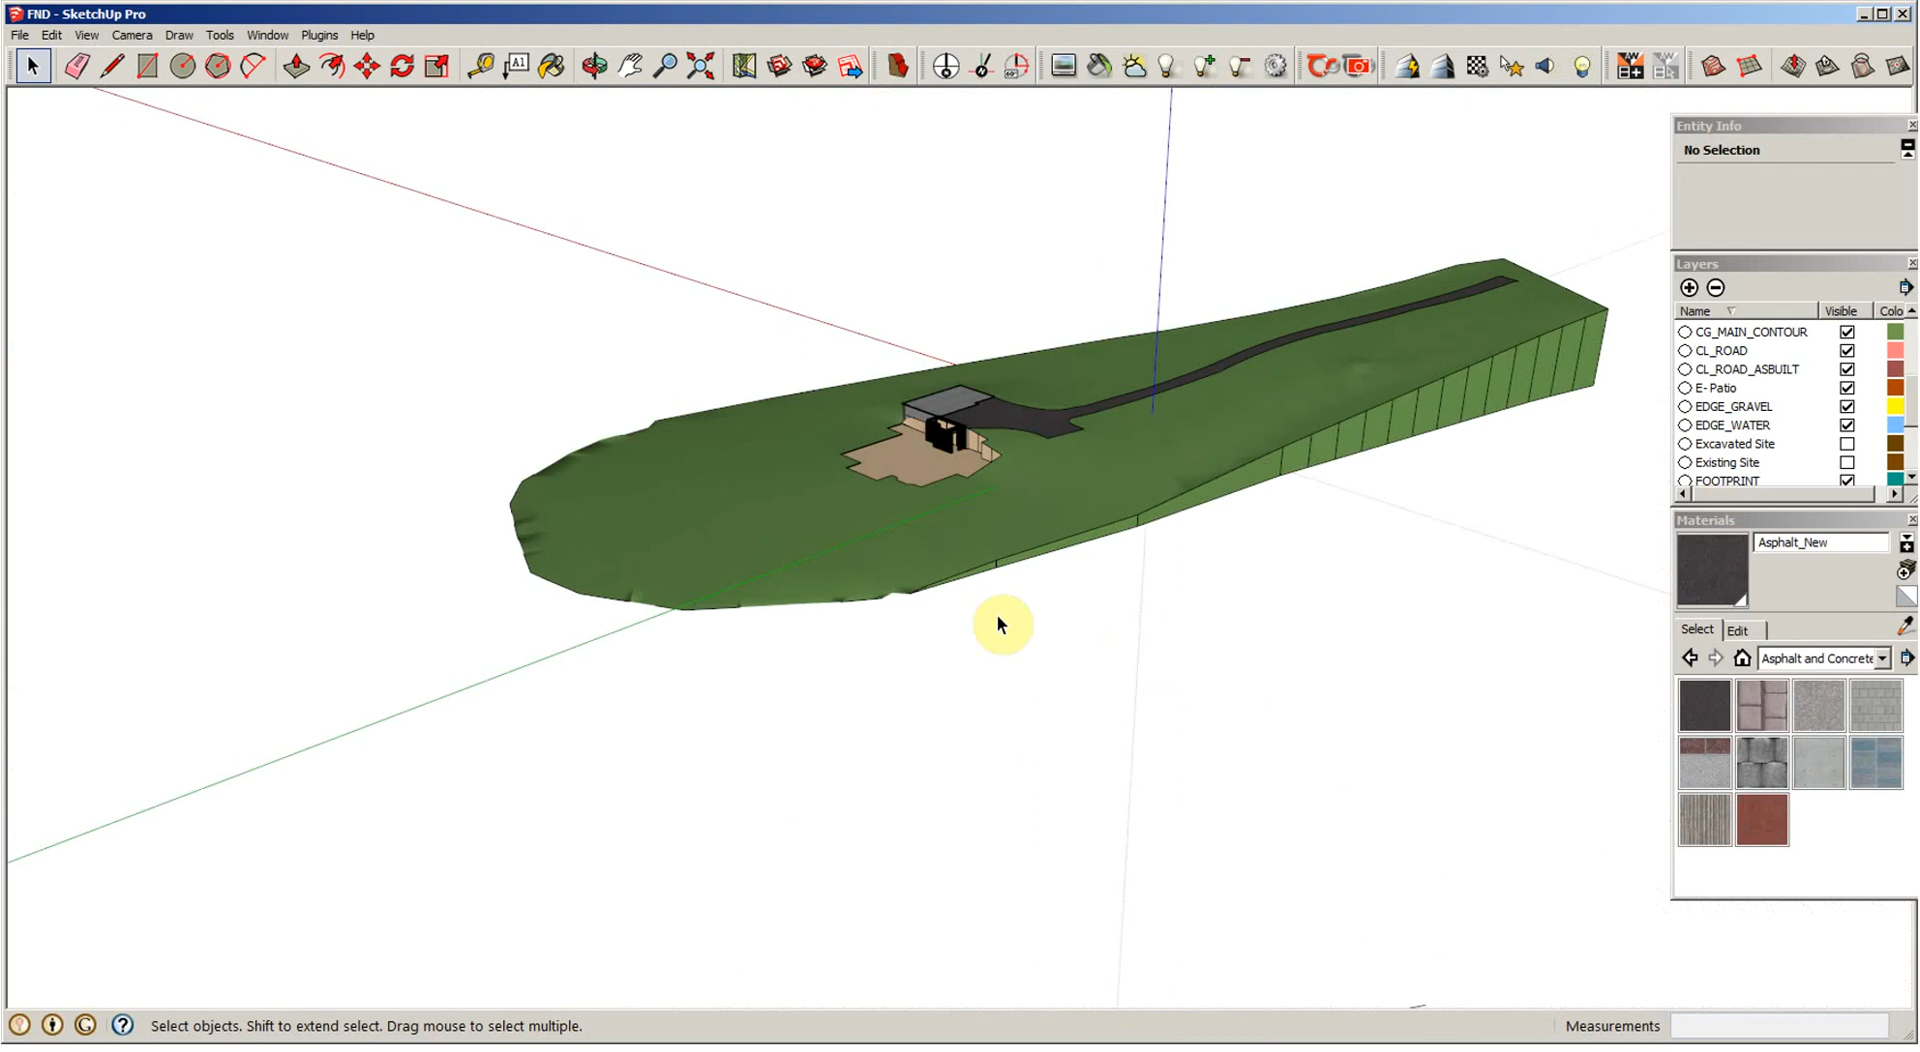 FND - SketchUp Pro
File Edit View Camera Draw Tools Window Plugins Help
A1
Entity Info
No Selection
Layers
Name Visible Colo
CG_MAIN_CONTOUR
CL_ROAD
CL_ROAD_ASBUILT
E- Patio
EDGE_GRAVEL
EDGE_WATER
Excavated Site
Existing Site
FOOTPRINT
Materials
Asphalt_New
Select Edit
Asphalt and Concrete
Select objects. Shift to extend select. Drag mouse to select multiple.
Measurements